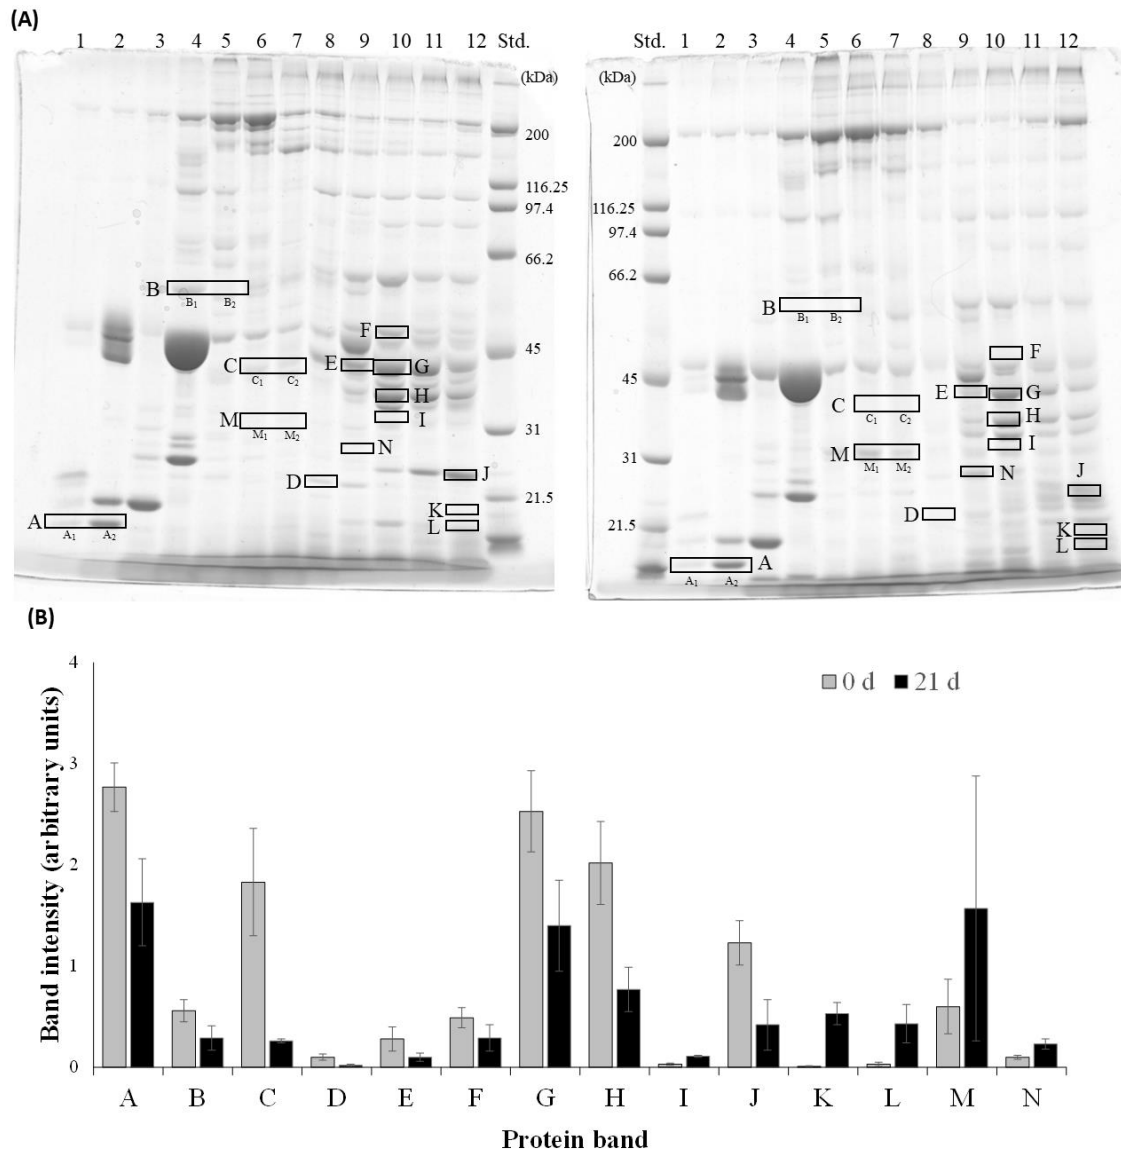 (A)
1 2 3 4 5 6 7 8 9 10 11 12 Std.
(kDa)
200
116.25
97.4
66.2
45
31
21.5
B
B1 B2
F
C
C1 C2
E
G
H
M
M1 M2
I
N
D
J
K
L
A
A1 A2
Std. 1 2 3 4 5 6 7 8 9 10 11 12
(kDa)
200
116.25
97.4
66.2
45
31
21.5
B
B1 B2
F
E
G
C
C1 C2
H
M
M1 M2
I
N
J
D
K
L
A
A1 A2
(B)
Band intensity (arbitrary units)
4
3
2
1
0
0 d 21 d
A B C D E F G H I J K L M N
Protein band